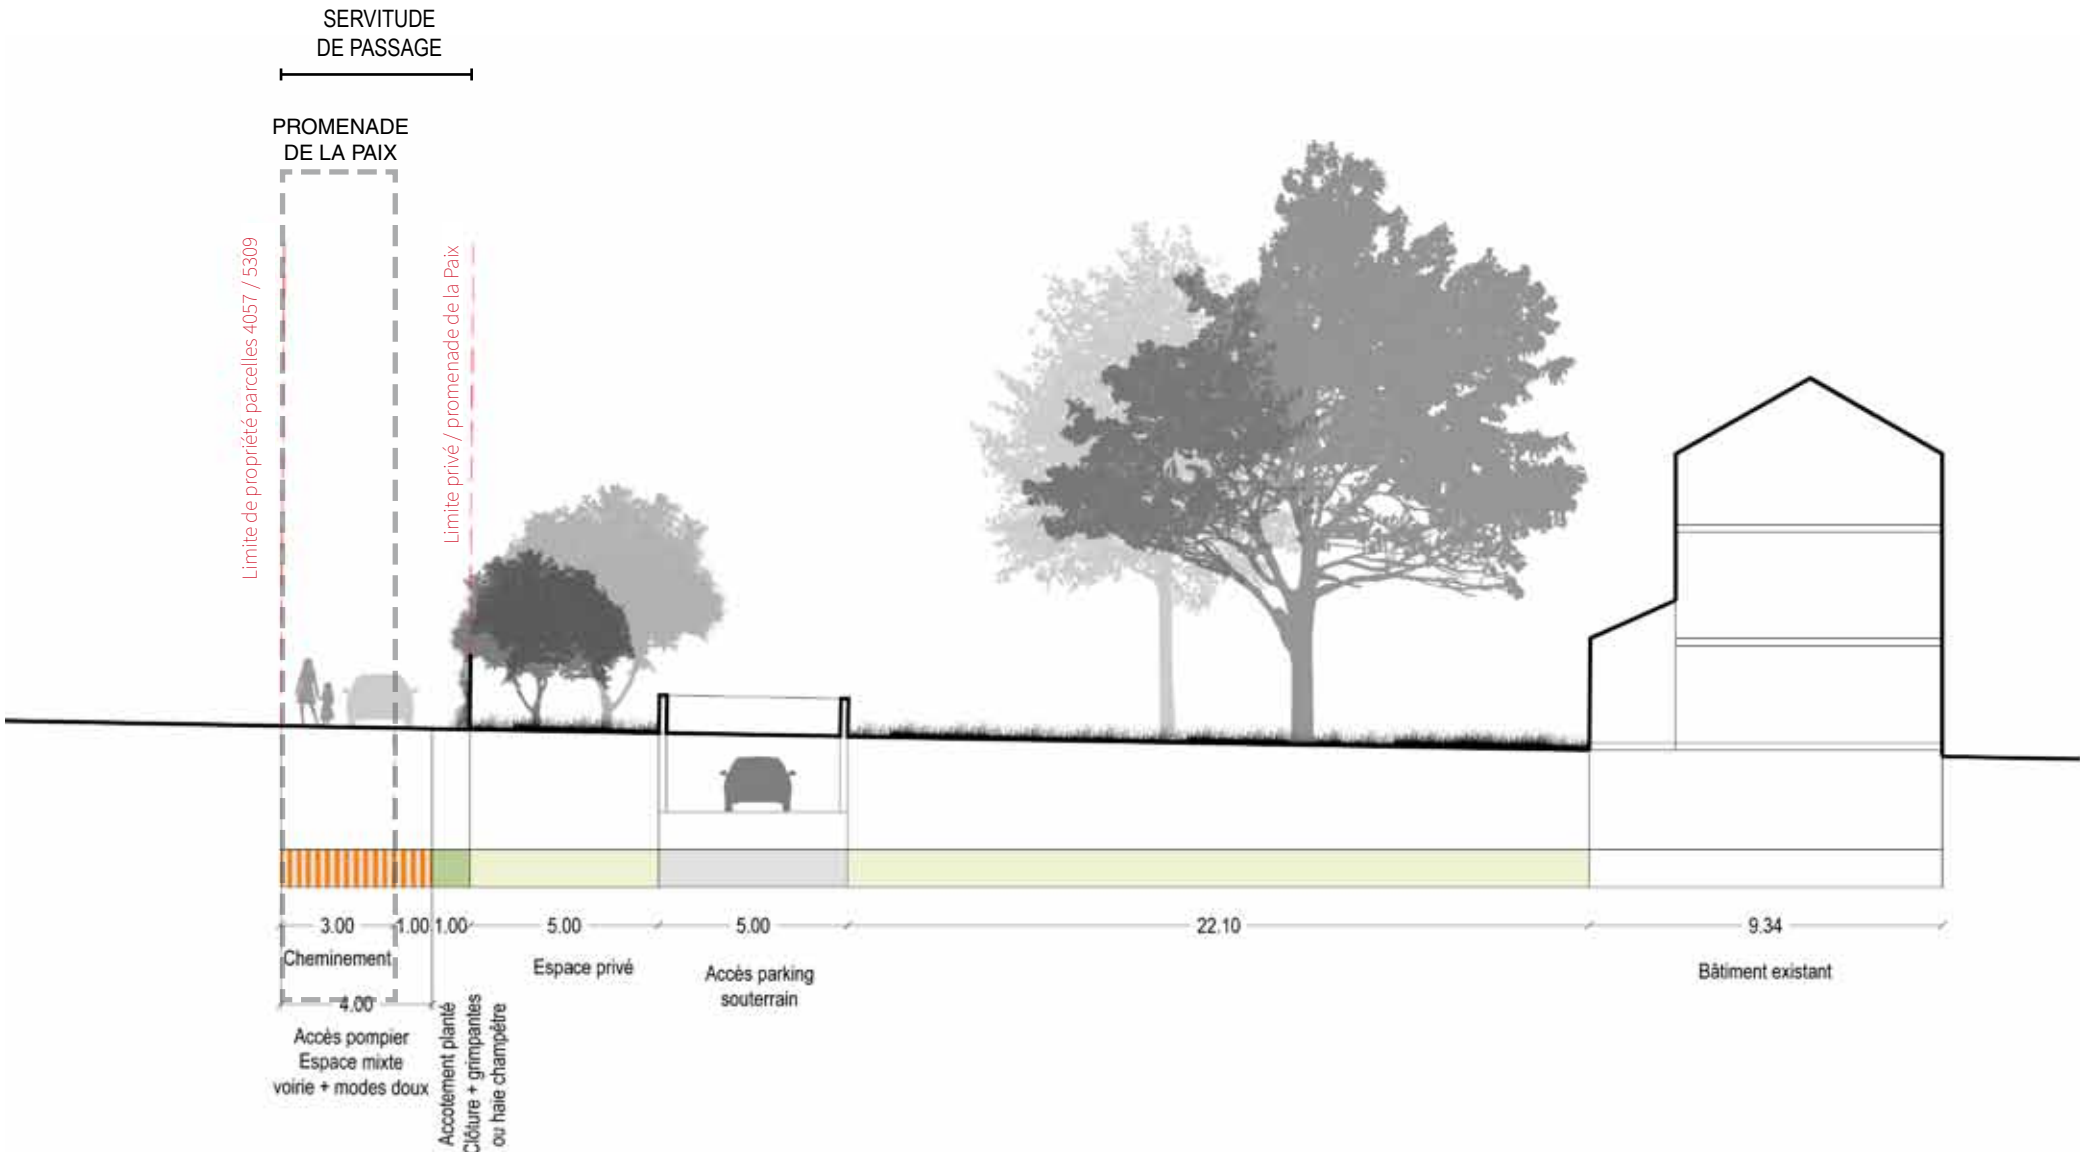 SERVITUDE
DE PASSAGE
PROMENADE
DE LA PAIX
Limite de propriété parcelles 4057 / 5309
Limite privé / promenade de la Paix
3.00
1.00
1.00
5.00
5.00
22.10
9.34
Cheminement
Espace privé
Accès parking
souterrain
Bâtiment existant
4.00
Accès pompier
Espace mixte
voirie + modes doux
Accotement planté
Clôture + grimpantes
ou haie champêtre